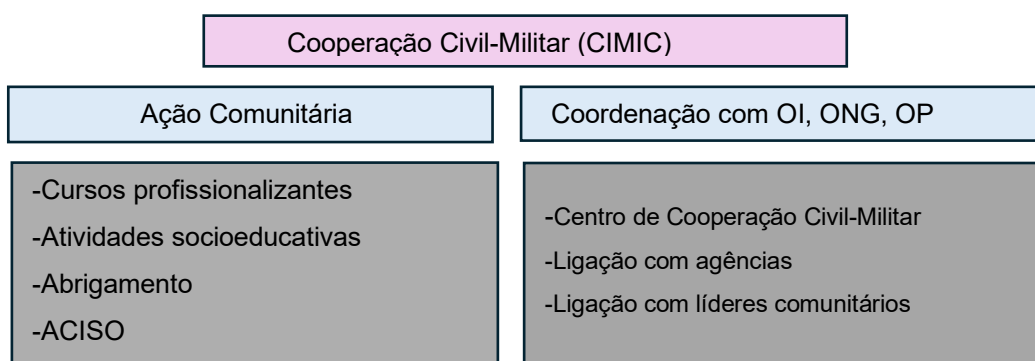 Cooperação Civil-Militar (CIMIC)
Ação Comunitária
Coordenação com OI, ONG, OP
-Cursos profissionalizantes
-Atividades socioeducativas
-Abrigamento
-ACISO
-Centro de Cooperação Civil-Militar
-Ligação com agências
-Ligação com líderes comunitários